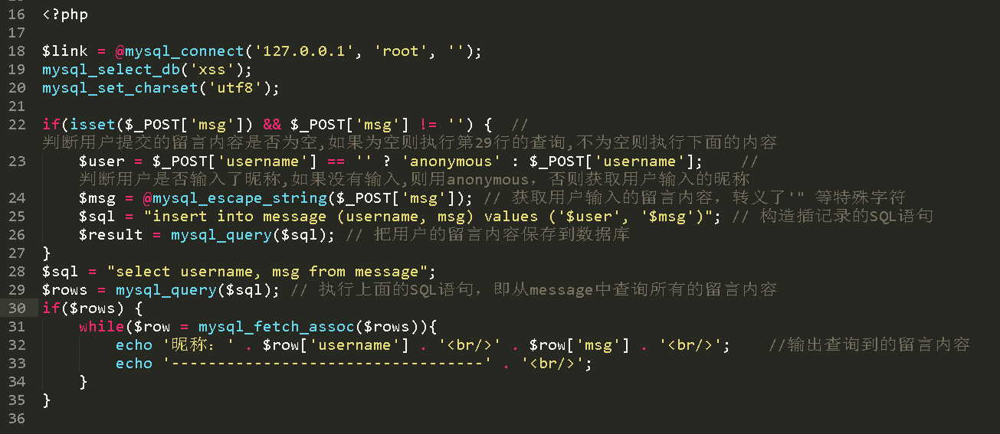 16 <?php
17
18 $link = @mysql_connect('127.0.0.1', 'root', '');
19 mysql_select_db('xss');
20 mysql_set_charset('utf8');
21
22 if(isset($_POST['msg']) && $_POST['msg'] != '') {  //
判断用户提交的留言内容是否为空,如果为空则执行第29行的查询,不为空则执行下面的内容
23     $user = $_POST['username'] == '' ? 'anonymous' : $_POST['username'];    //
判断用户是否输入了昵称,如果没有输入,则用anonymous，否则获取用户输入的昵称
24     $msg = @mysql_escape_string($_POST['msg']); // 获取用户输入的留言内容，转义了'" 等特殊字符
25     $sql = "insert into message (username, msg) values ('$user', '$msg')"; // 构造插记录的SQL语句
26     $result = mysql_query($sql); // 把用户的留言内容保存到数据库
27 }
28 $sql = "select username, msg from message";
29 $rows = mysql_query($sql); // 执行上面的SQL语句，即从message中查询所有的留言内容
30 if($rows) {
31     while($row = mysql_fetch_assoc($rows)){
32         echo '昵称：' . $row['username'] . '<br/>' . $row['msg'] . '<br/>';    //输出查询到的留言内容
33         echo '----------------------------------' . '<br/>';
34     }
35 }
36